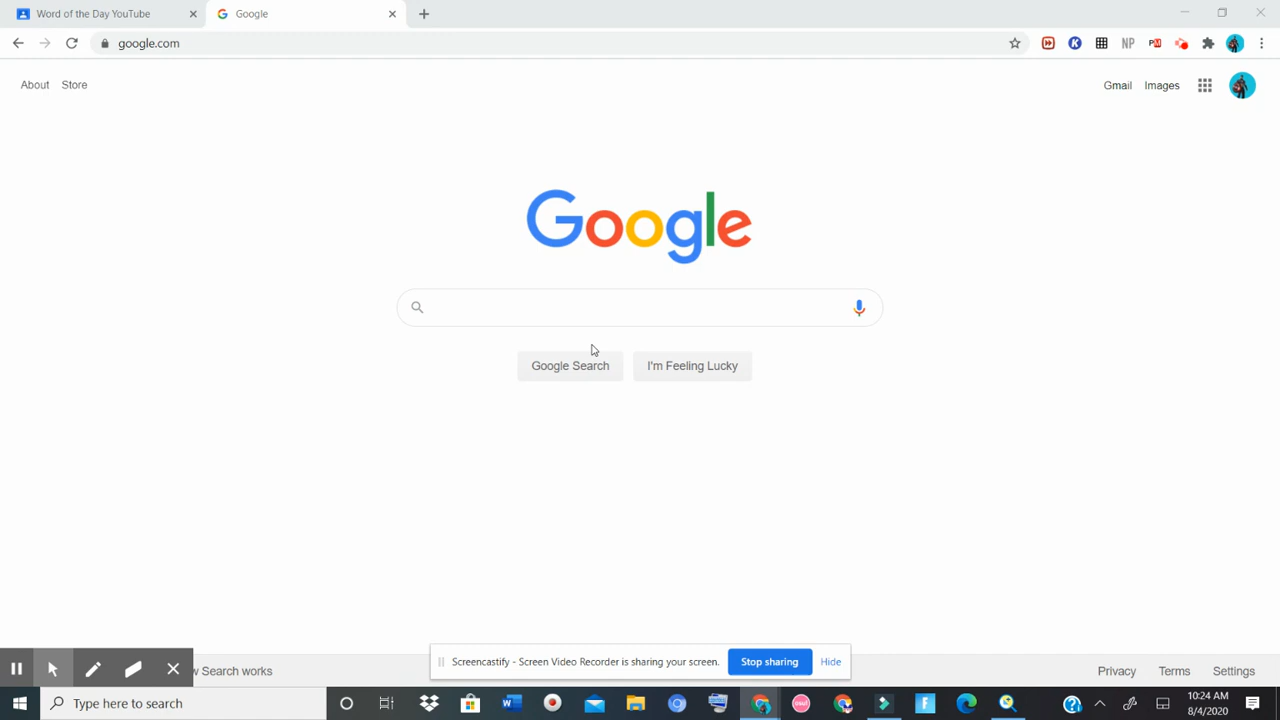 Word of the Day YouTube
Google
google.com
NP
About
Store
Gmail
Images
Google
Google Search
I'm Feeling Lucky
w Search works
Screencastify - Screen Video Recorder is sharing your screen.
Stop sharing
Hide
Privacy
Terms
Settings
Type here to search
10:24 AM
8/4/2020